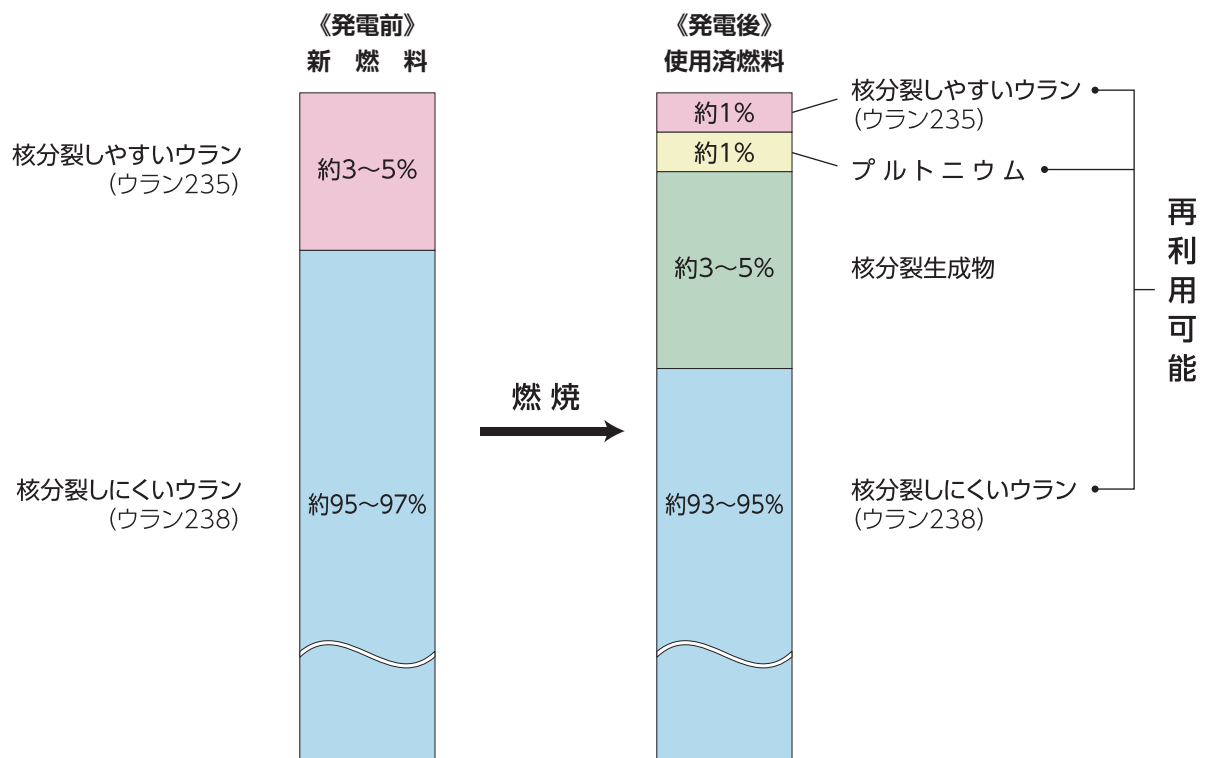 《発電前》
新燃料
核分裂しやすいウラン
(ウラン235)
約3〜5%
核分裂しにくいウラン
(ウラン238)
約95〜97%
燃焼
《発電後》
使用済燃料
約1%
核分裂しやすいウラン
(ウラン235)
約1%
プルトニウム
約3〜5%
核分裂生成物
約93〜95%
核分裂しにくいウラン
(ウラン238)
再利用可能